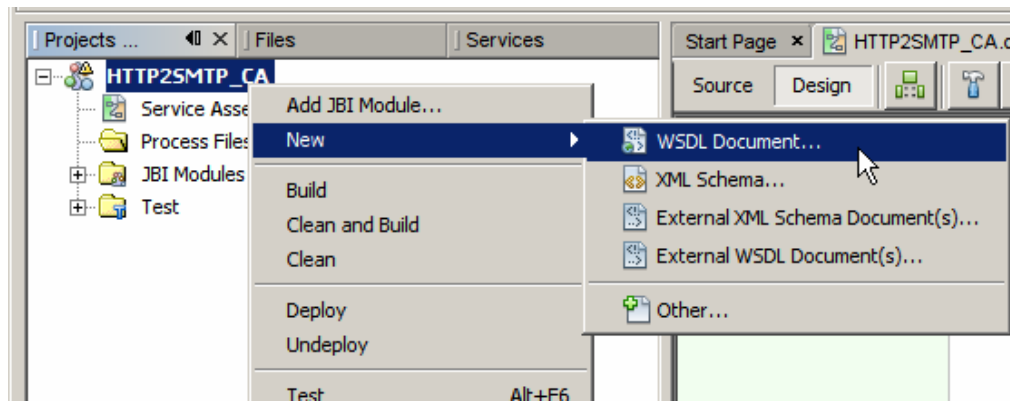 Projects ...
Files
Services
Start Page
HTTP2SMTP_CA.c
HTTP2SMTP_CA
Source
Design
Service Asse
Add JBI Module...
Process Files
New
WSDL Document...
JBI Modules
XML Schema...
Build
Test
External XML Schema Document(s)...
Clean and Build
External WSDL Document(s)...
Clean
Deploy
Other...
Undeploy
Test Alt+F6